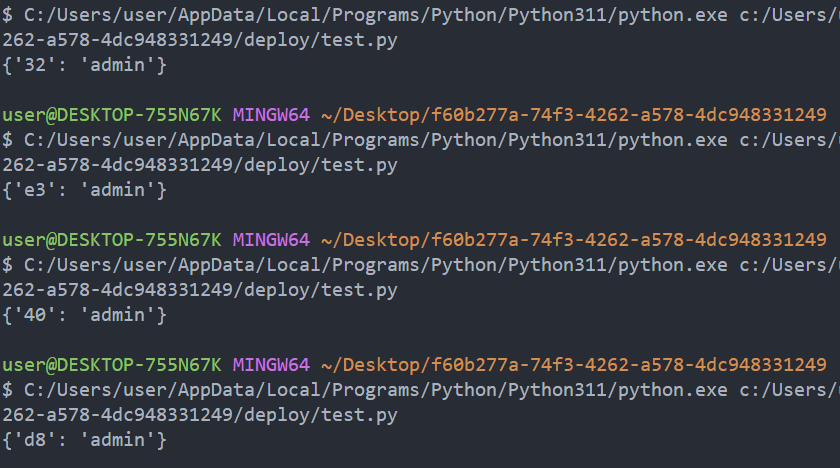 $ C:/Users/user/AppData/Local/Programs/Python/Python311/python.exe c:/Users/
262-a578-4dc948331249/deploy/test.py
{'32': 'admin'}
user@DESKTOP-755N67K MINGW64 ~/Desktop/f60b277a-74f3-4262-a578-4dc948331249
$ C:/Users/user/AppData/Local/Programs/Python/Python311/python.exe c:/Users/
262-a578-4dc948331249/deploy/test.py
{'e3': 'admin'}
user@DESKTOP-755N67K MINGW64 ~/Desktop/f60b277a-74f3-4262-a578-4dc948331249
$ C:/Users/user/AppData/Local/Programs/Python/Python311/python.exe c:/Users/
262-a578-4dc948331249/deploy/test.py
{'40': 'admin'}
user@DESKTOP-755N67K MINGW64 ~/Desktop/f60b277a-74f3-4262-a578-4dc948331249
$ C:/Users/user/AppData/Local/Programs/Python/Python311/python.exe c:/Users/
262-a578-4dc948331249/deploy/test.py
{'d8': 'admin'}